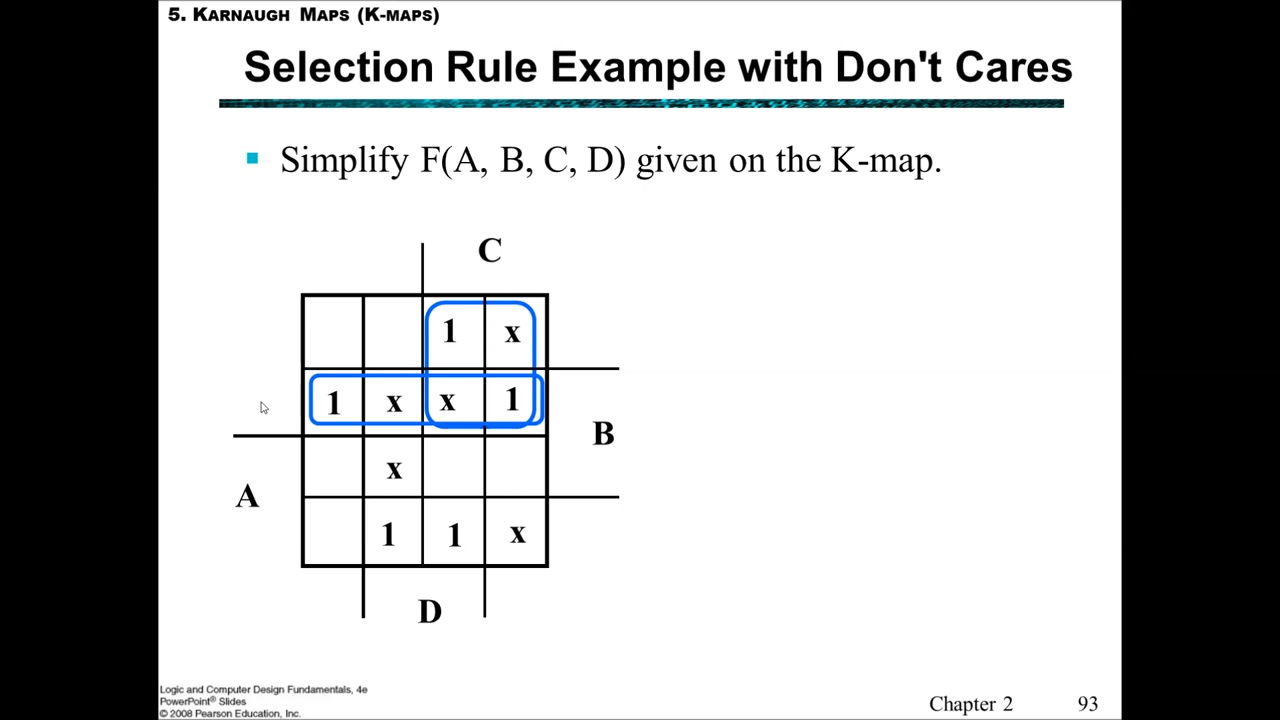 5. KARNAUGH MAPS (K-MAPS)
Selection Rule Example with Don't Cares
Simplify F(A, B, C, D) given on the K-map.
C
1 x
1 x x 1
B
x
A
1 1 x
D
Logic and Computer Design Fundamentals, 4e
PowerPoint® Slides
© 2008 Pearson Education, Inc.
Chapter 2 93